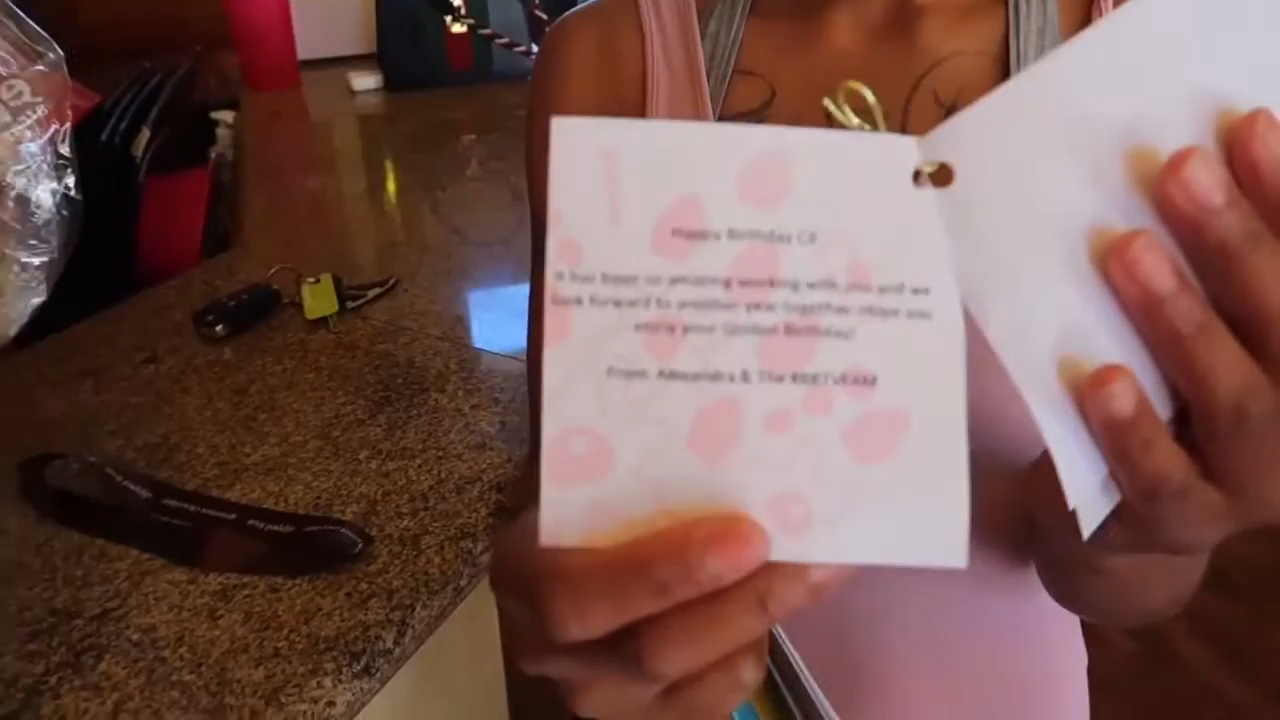 Happy Birthday
It has been so amazing working with you and we
look forward to another year together. Hope you
enjoy your Golden Birthday!
From: Alexandra & The